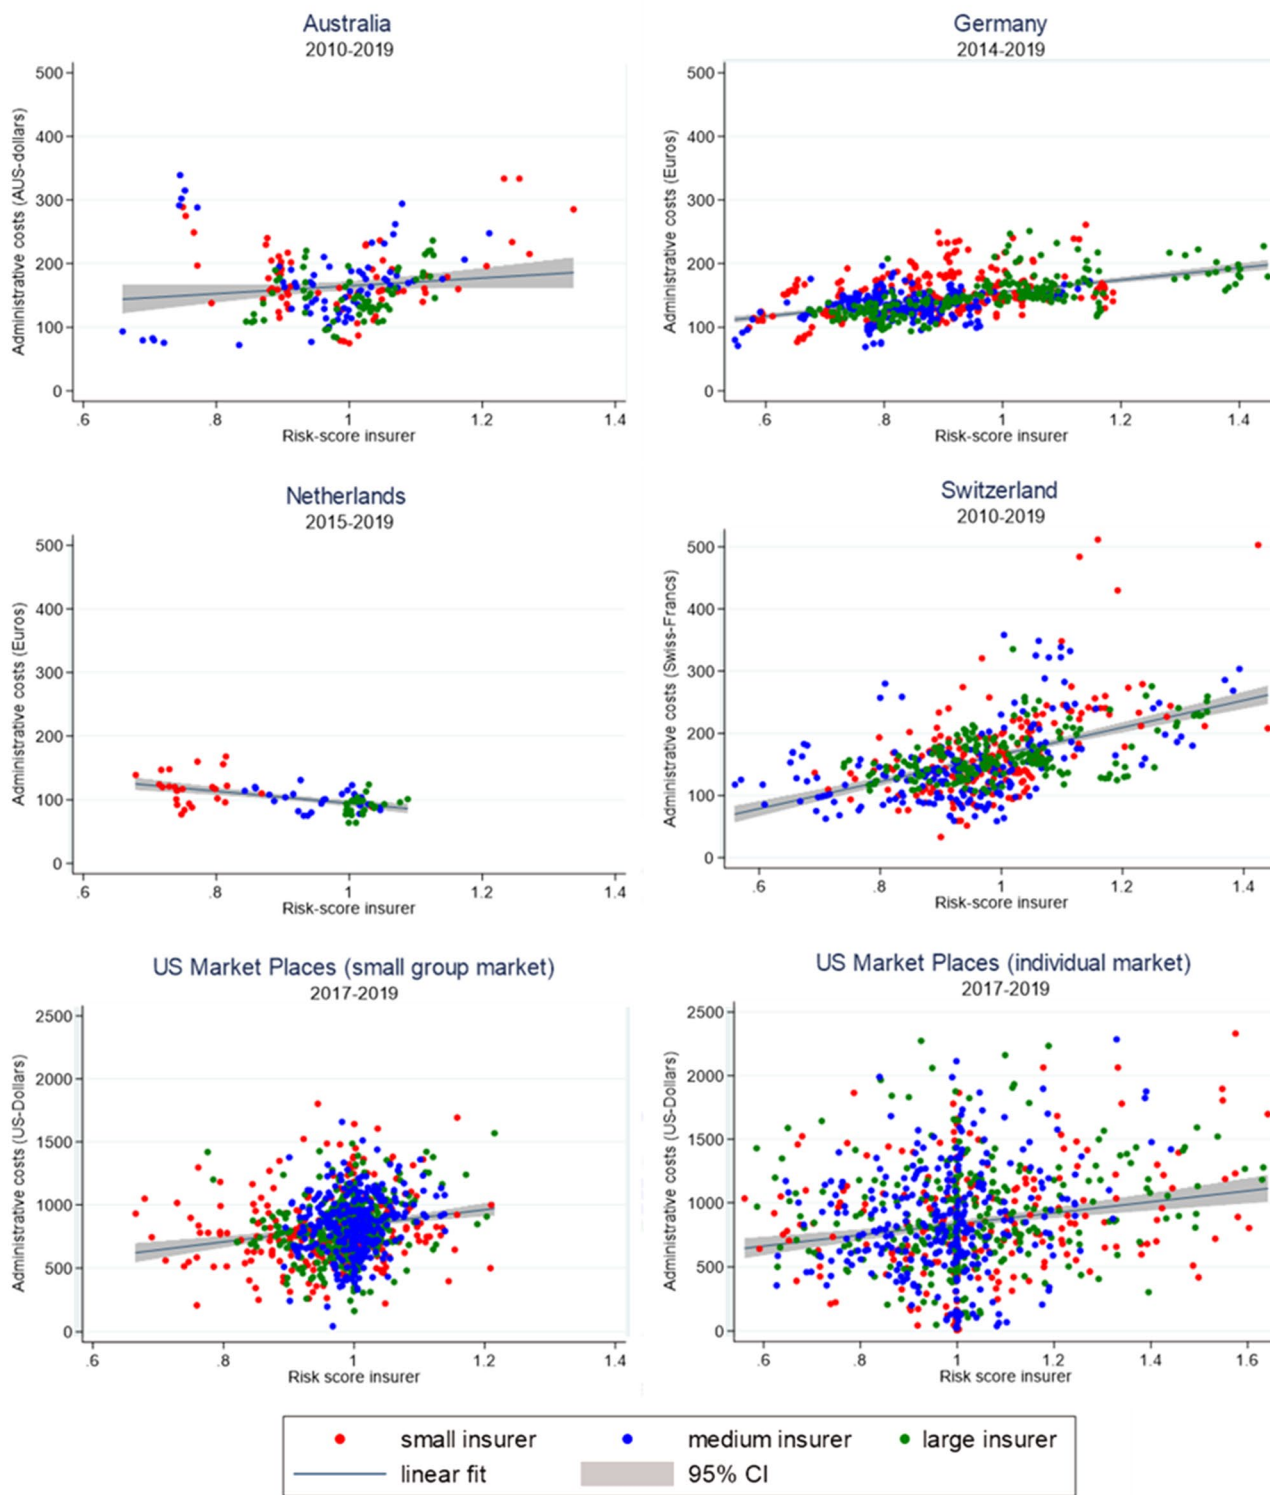 Australia
2010-2019
500
400
300
200
100
0
Administrative costs (AUS-dollars)
.6 .8 1 1.2 1.4
Risk-score insurer
Germany
2014-2019
500
400
300
200
100
0
Administrative costs (Euros)
.6 .8 1 1.2 1.4
Risk-score insurer
Netherlands
2015-2019
500
400
300
200
100
0
Administrative costs (Euros)
.6 .8 1 1.2 1.4
Risk-score insurer
Switzerland
2010-2019
500
400
300
200
100
0
Administrative costs (Swiss-Francs)
.6 .8 1 1.2 1.4
Risk-score insurer
US Market Places (small group market)
2017-2019
2500
2000
1500
1000
500
0
Administrative costs (US-Dollars)
.6 .8 1 1.2 1.4
Risk score insurer
US Market Places (individual market)
2017-2019
2500
2000
1500
1000
500
0
Administrative costs (US-Dollars)
.6 .8 1 1.2 1.4 1.6
Risk score insurer
small insurer medium insurer large insurer
linear fit 95% CI